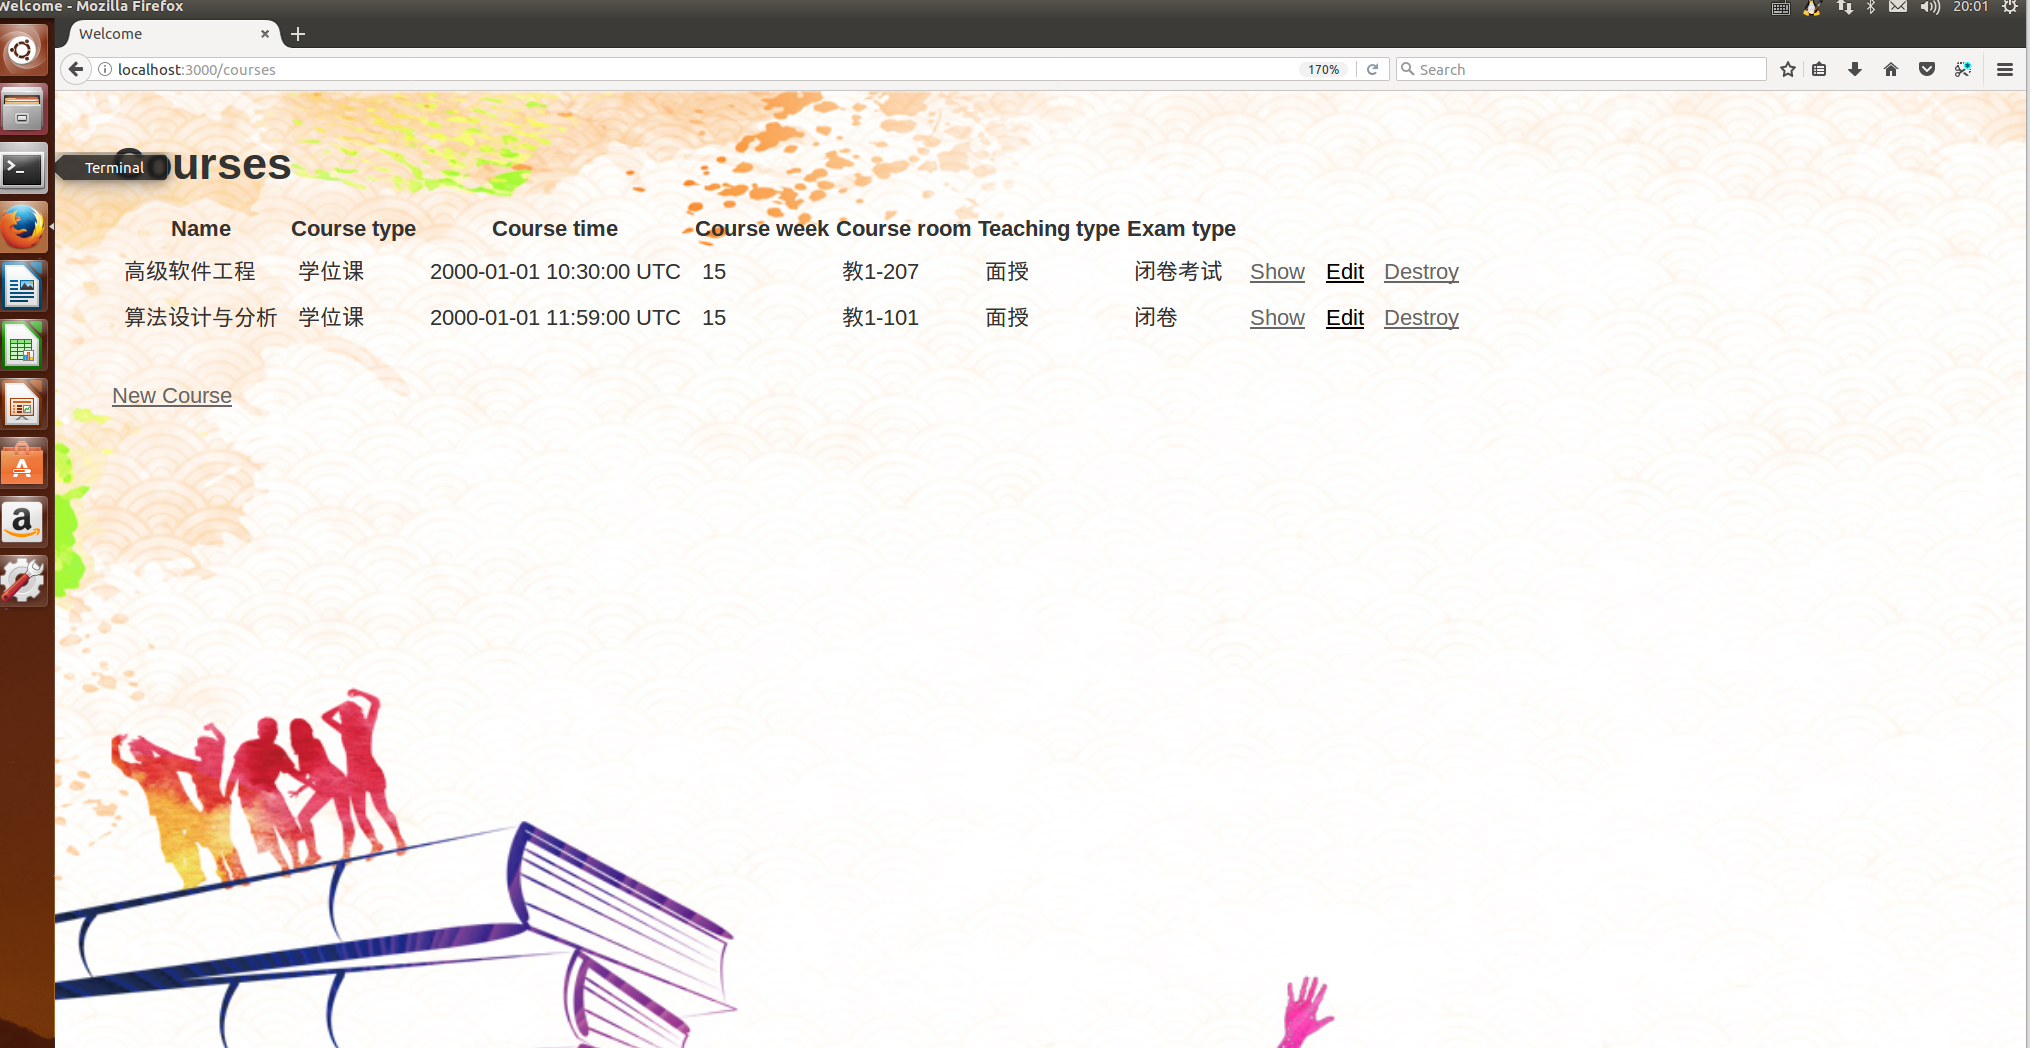 Welcome - Mozilla Firefox
20:01
Welcome
localhost:3000/courses
170%
Search
Courses
Terminal
Name Course type Course time Course week Course room Teaching type Exam type
高级软件工程 学位课 2000-01-01 10:30:00 UTC 15 教1-207 面授 闭卷考试 Show Edit Destroy
算法设计与分析 学位课 2000-01-01 11:59:00 UTC 15 教1-101 面授 闭卷 Show Edit Destroy
New Course